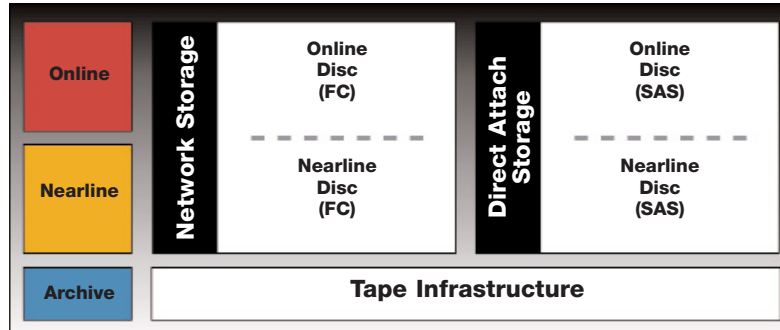 Online
Nearline
Archive
Network Storage
Online
Disc
(FC)
Nearline
Disc
(FC)
Direct Attach
Storage
Online
Disc
(SAS)
Nearline
Disc
(SAS)
Tape Infrastructure